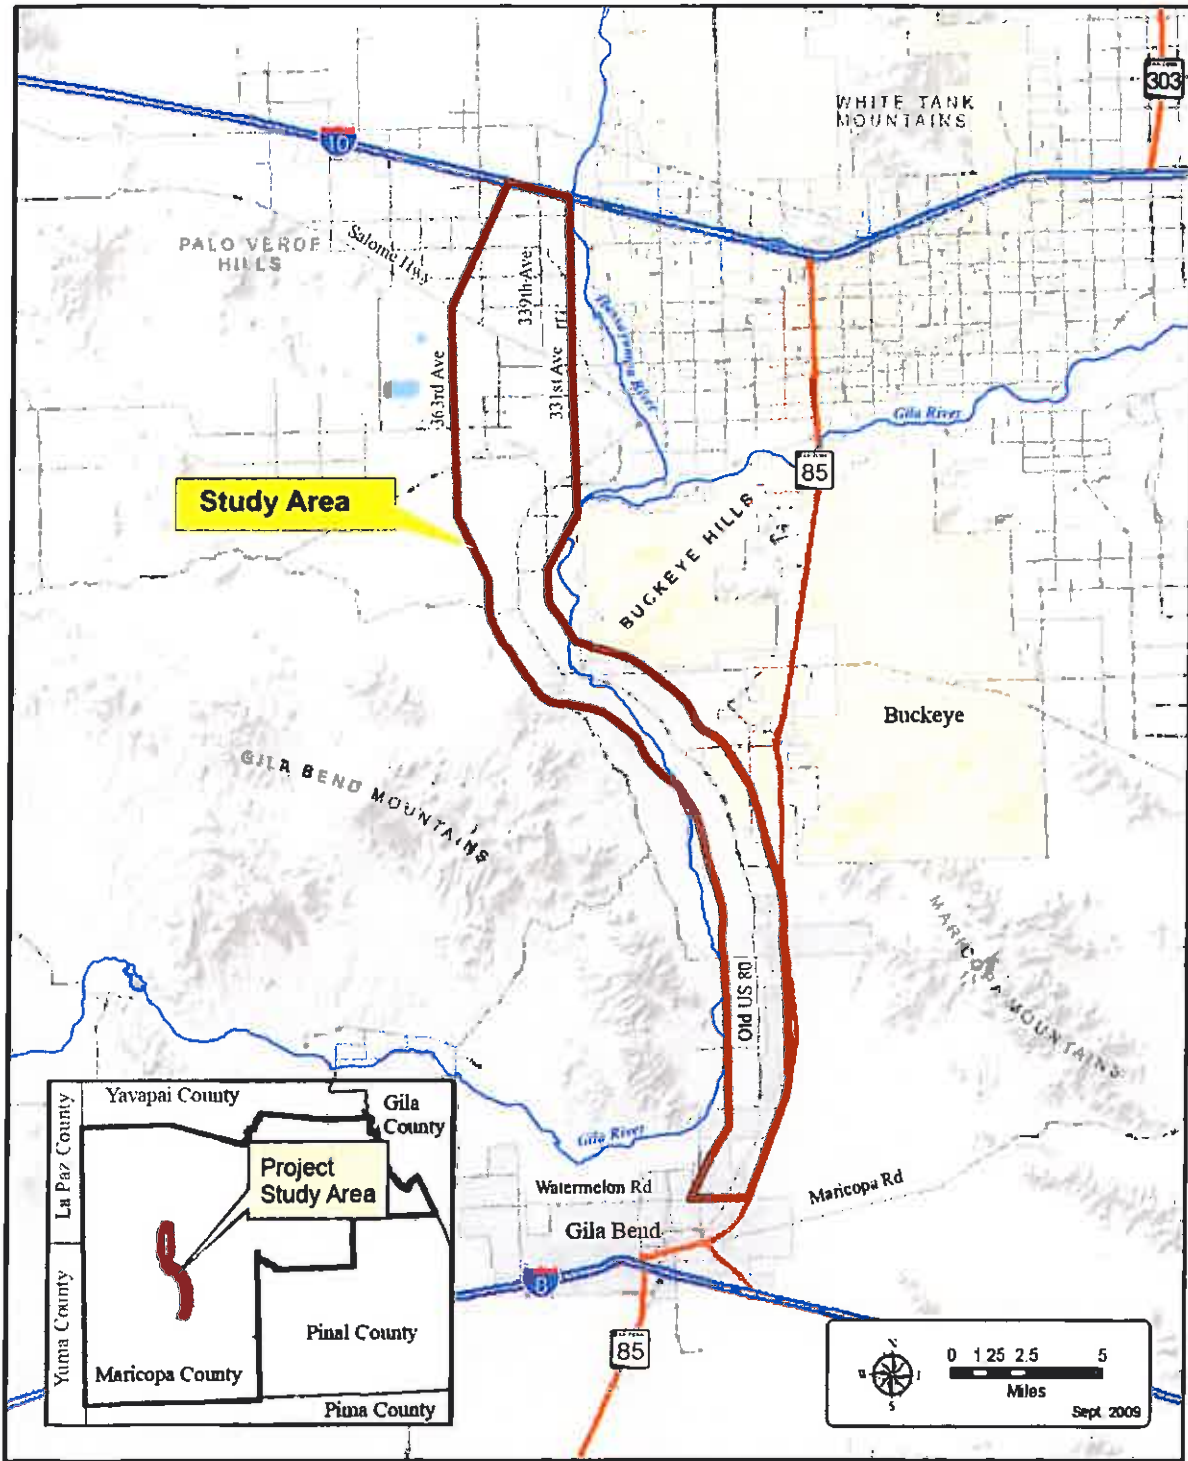 303
WHITE TANK
MOUNTAINS
10
PALO VERDE
HILLS
Salome Hwy
339th Ave
Hassayampa River
363rd Ave
331st Ave
Gila River
85
Study Area
BUCKEYE HILLS
Buckeye
GILA BEND MOUNTAINS
MARICOPA MOUNTAINS
Old US 80
Gila River
Watermelon Rd
Maricopa Rd
Gila Bend
8
85
Yavapai County
Gila
County
La Paz County
Project
Study Area
Yuma County
Pinal County
Maricopa County
Pima County
N
S
0 1.25 2.5 5
Miles
Sept. 2009